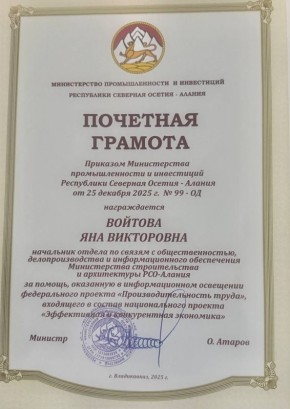 МИНИСТЕРСТВО ПРОМЫШЛЕННОСТИ И ИНВЕСТИЦИЙ
РЕСПУБЛИКИ СЕВЕРНАЯ ОСЕТИЯ - АЛАНИЯ
ПОЧЕТНАЯ
ГРАМОТА
Приказом Министерства
промышленности и инвестиций
Республики Северная Осетия - Алания
от 25 декабря 2025 г. № 99 - ОД
награждается
ВОЙТОВА
ЯНА ВИКТОРОВНА
начальник отдела по связям с общественностью,
делопроизводства и информационного обеспечения
Министерства строительства
и архитектуры РСО-Алания
за помощь, оказанную в информационном освещении
федерального проекта «Производительность труда»,
входящего в состав национального проекта
«Эффективная и конкурентная экономика»
Министр О. Атаров
г. Владикавказ, 2025 г.